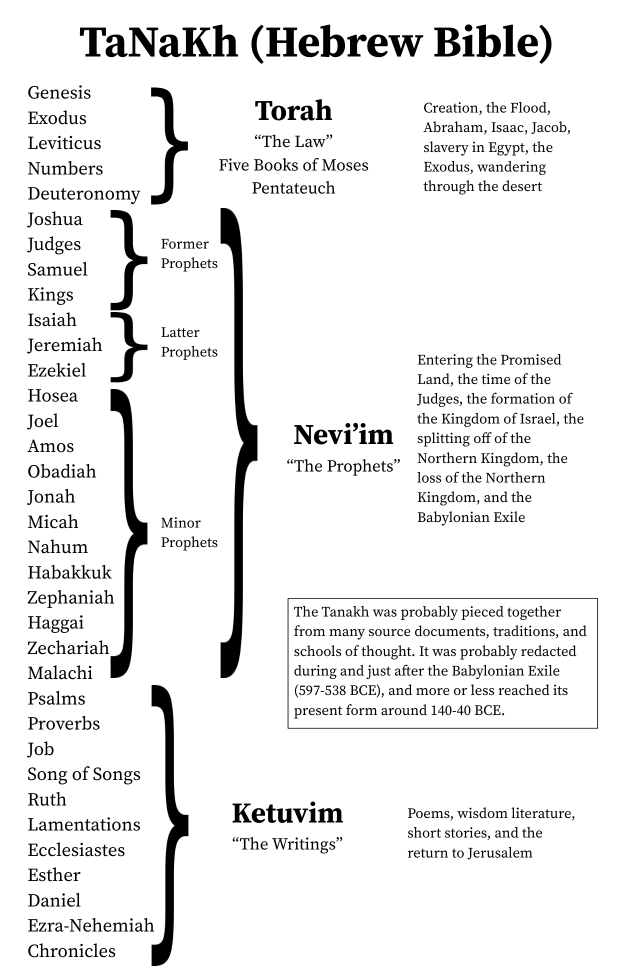 TaNaKh (Hebrew Bible)
Genesis
Exodus
Leviticus
Numbers
Deuteronomy
Torah
“The Law”
Five Books of Moses
Pentateuch
Creation, the Flood,
Abraham, Isaac, Jacob,
slavery in Egypt, the
Exodus, wandering
through the desert
Joshua
Judges
Samuel
Kings
Former
Prophets
Isaiah
Jeremiah
Ezekiel
Latter
Prophets
Hosea
Joel
Amos
Obadiah
Jonah
Micah
Nahum
Habakkuk
Zephaniah
Haggai
Zechariah
Malachi
Minor
Prophets
Nevi’im
“The Prophets”
Entering the Promised
Land, the time of the
Judges, the formation of
the Kingdom of Israel, the
splitting off of the
Northern Kingdom, the
loss of the Northern
Kingdom, and the
Babylonian Exile
The Tanakh was probably pieced together
from many source documents, traditions, and
schools of thought. It was probably redacted
during and just after the Babylonian Exile
(597-538 BCE), and more or less reached its
present form around 140-40 BCE.
Psalms
Proverbs
Job
Song of Songs
Ruth
Lamentations
Ecclesiastes
Esther
Daniel
Ezra-Nehemiah
Chronicles
Ketuvim
“The Writings”
Poems, wisdom literature,
short stories, and the
return to Jerusalem